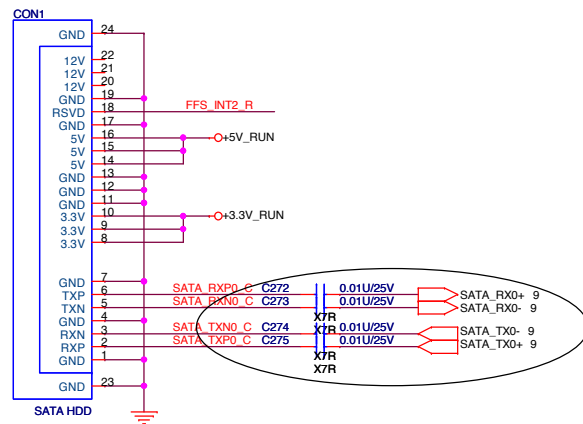 CON1
GND 24
12V 22
12V 21
12V 20
GND 19
RSVD 18 FFS_INT2_R
GND 17
5V 16 +5V_RUN
5V 15
5V 14
GND 13
GND 12
GND 11
3.3V 10 +3.3V_RUN
3.3V 9
3.3V 8
GND 7
TXP 6 SATA_RXP0_C C272 0.01U/25V SATA_RX0+ 9
TXN 5 SATA_RXN0_C C273 0.01U/25V SATA_RX0- 9
GND 4 X7R
RXN 3 SATA_TXN0_C C274 X7R 0.01U/25V SATA_TX0- 9
RXP 2 SATA_TXP0_C C275 X7R 0.01U/25V SATA_TX0+ 9
GND 1 X7R
GND 23
SATA HDD